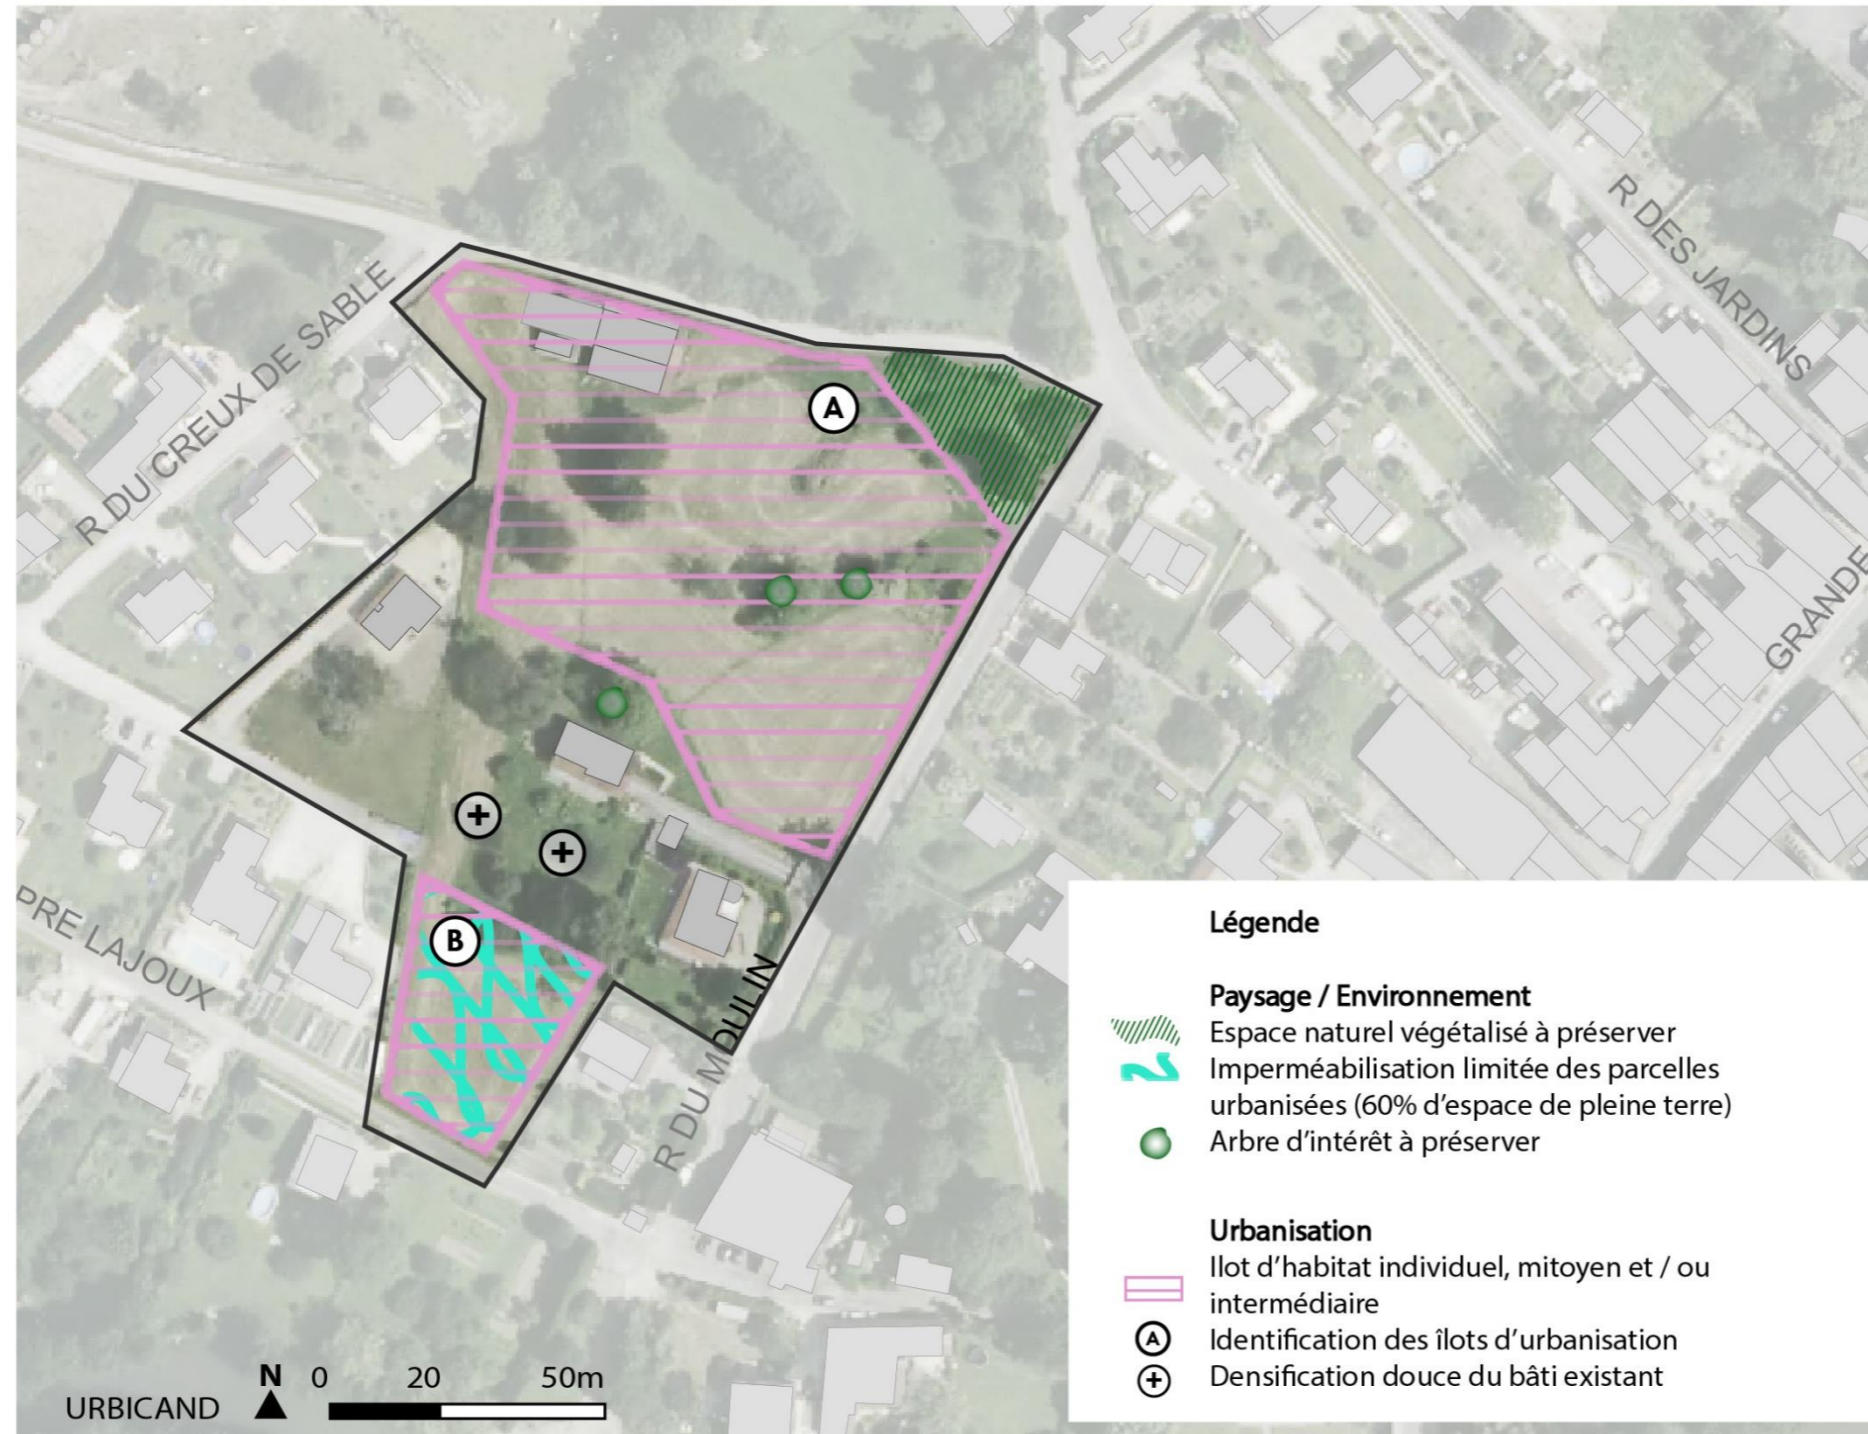 R DES JARDINS
R DU CREUX DE SABLE
A
GRANDE
PRE LAJOUX
B
R DU MOULIN
Légende
Paysage / Environnement
Espace naturel végétalisé à préserver
Imperméabilisation limitée des parcelles
urbanisées (60% d'espace de pleine terre)
Arbre d'intérêt à préserver
Urbanisation
Ilot d'habitat individuel, mitoyen et / ou
intermédiaire
A Identification des îlots d'urbanisation
Densification douce du bâti existant
N 0 20 50m
URBICAND